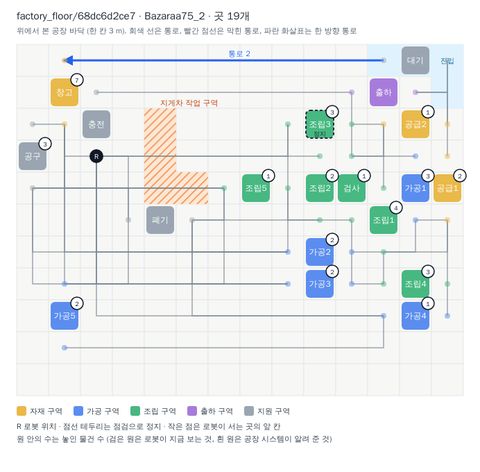 factory_floor/68dc6d2ce7 · Bazaraa75_2 · 곳 19개
위에서 본 공장 바닥 (한 칸 3 m). 회색 선은 통로, 빨간 점선은 막힌 통로, 파란 화살표는 한 방향 통로
통로 2
대기
진입
창고 7
출하
지게차 작업 구역
충전
조립3 3
정지
공급2 3
공구 3
R
조립5 1
조립2 2
검사 1
가공1 3
공급1 2
폐기
조립1 4
가공2 2
가공3 2
조립4 3
가공5 2
가공4 1
자재 구역
가공 구역
조립 구역
출하 구역
지원 구역
R 로봇 위치 · 점선 테두리는 점검으로 정지 · 작은 점은 로봇이 서는 곳의 앞 칸
원 안의 수는 놓인 물건 수 (검은 원은 로봇이 지금 보는 것, 흰 원은 공장 시스템이 알려 준 것)